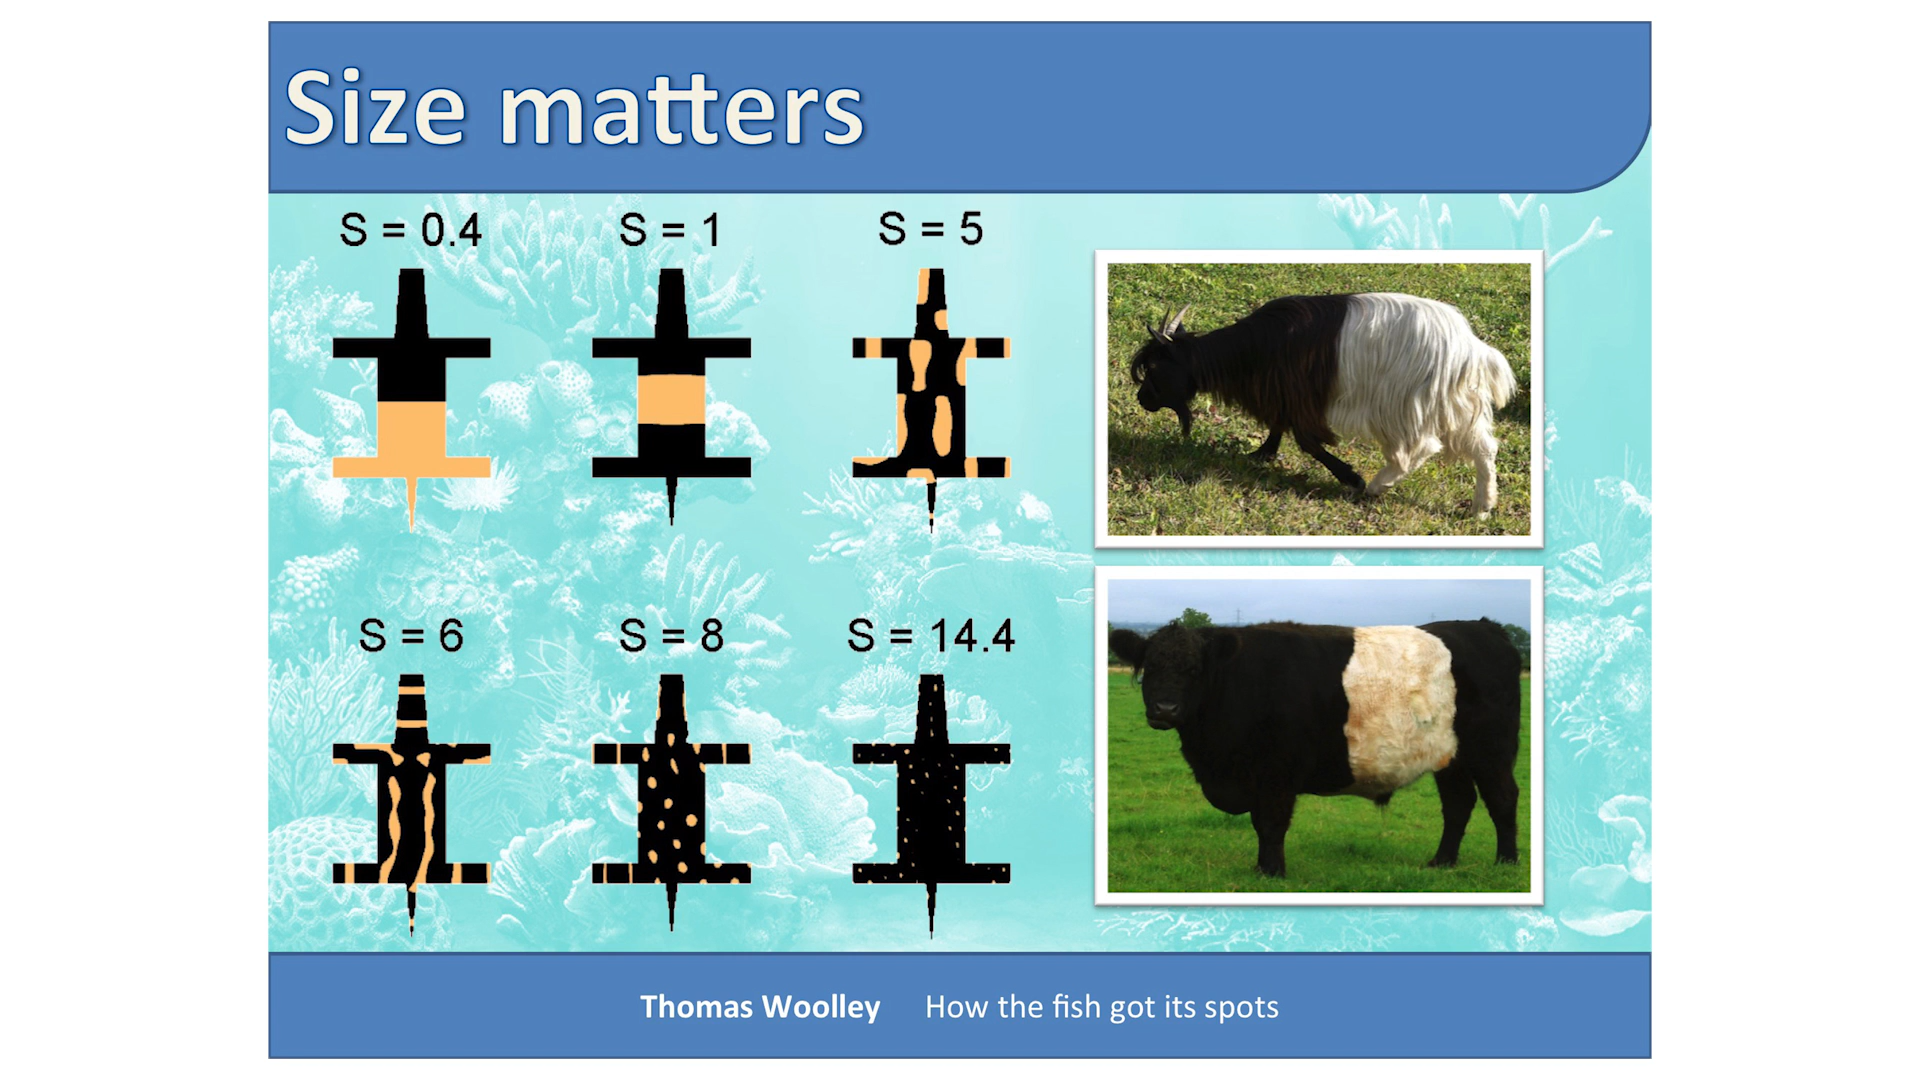 Size matters
S = 0.4
S = 1
S = 5
S = 6
S = 8
S = 14.4
Thomas Woolley How the fish got its spots